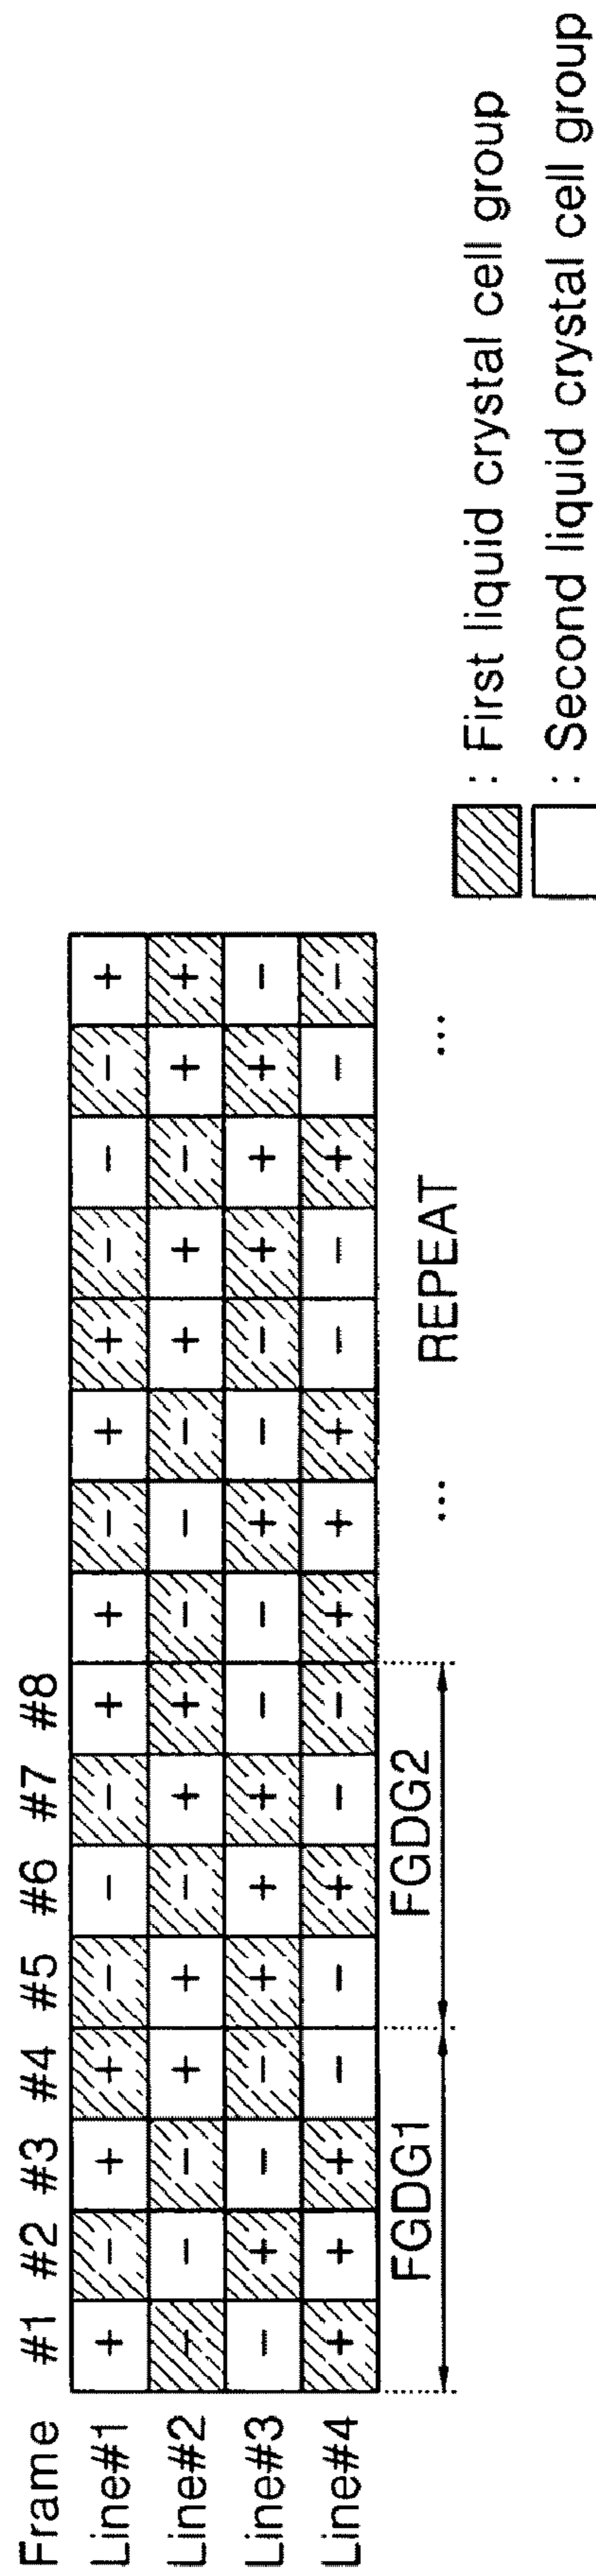 Frame #1 #2 #3 #4 #5 #6 #7 #8
Line#1 + − + + − − − + + − + + − − − +
Line#2 − − − + + − + + − − − + + − + +
Line#3 − + − − + + + − − + − − + + + −
Line#4 + + + − − + − − + + + − − + − −
FGDG1 FGDG2 ... REPEAT ...
: First liquid crystal cell group
: Second liquid crystal cell group